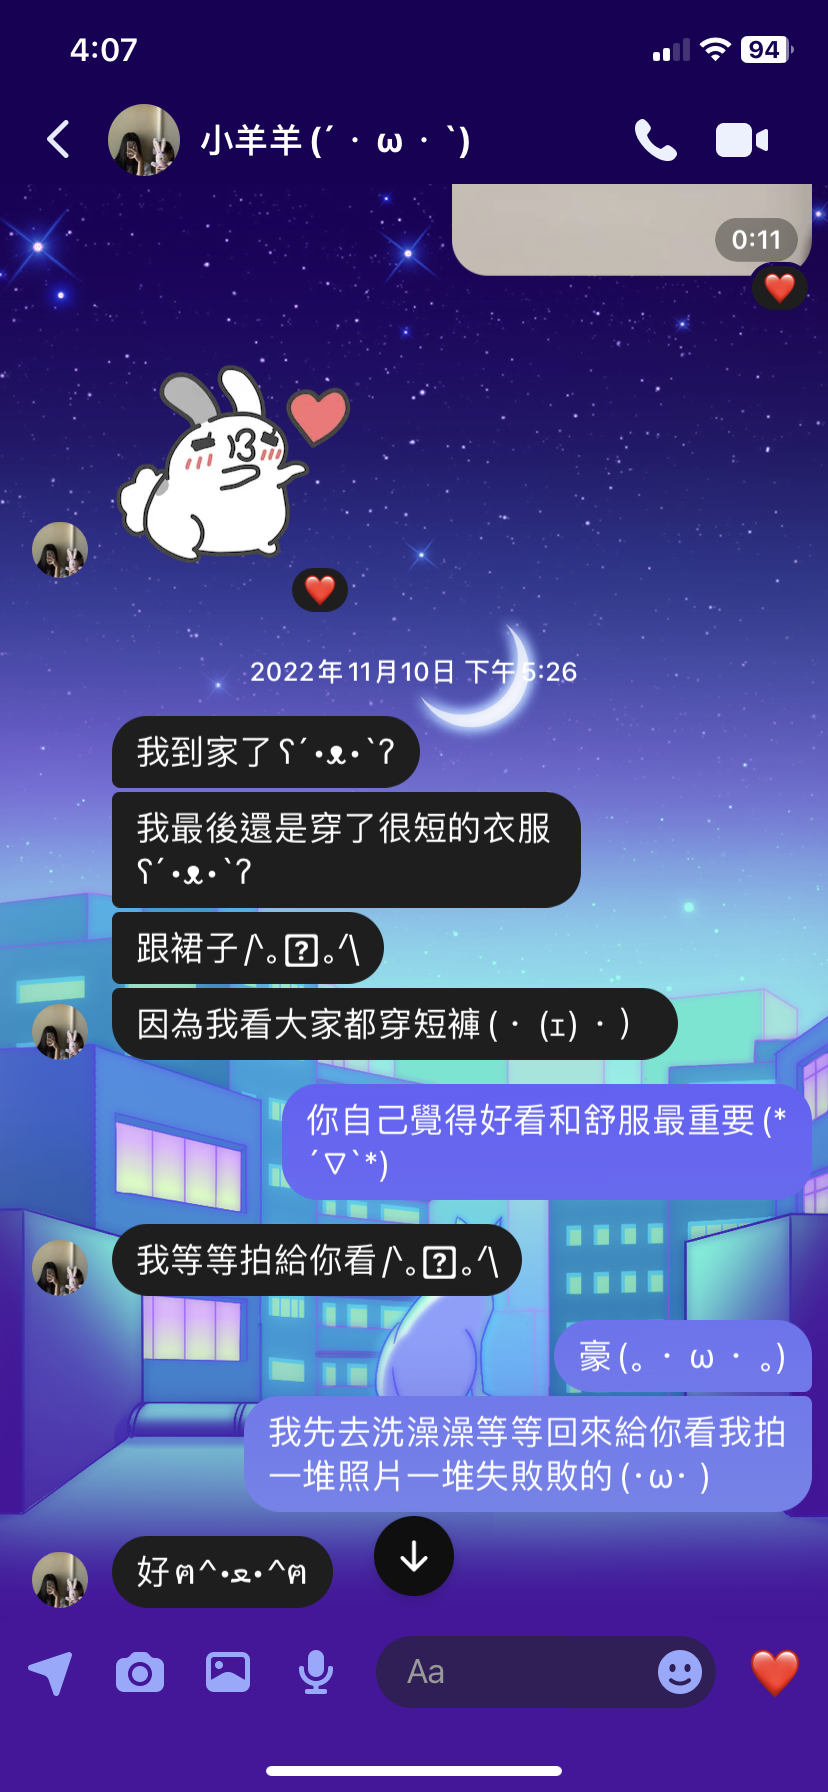 4:07
94
小羊羊 (´・ω・`)
0:11
2022年11月10日 下午5:26
我到家了ʕ´•ᴥ•`ʔ
我最後還是穿了很短的衣服
ʕ´•ᴥ•`ʔ
跟裙子/^｡⍰｡^\
因為我看大家都穿短褲(・(ｪ)・)
你自己覺得好看和舒服最重要(*
´▽`*)
我等等拍給你看/^｡⍰｡^\
豪(｡・ω・｡)
我先去洗澡澡等等回來給你看我拍
一堆照片一堆失敗敗的(･ω･)
好ฅ^•ﻌ•^ฅ
Aa